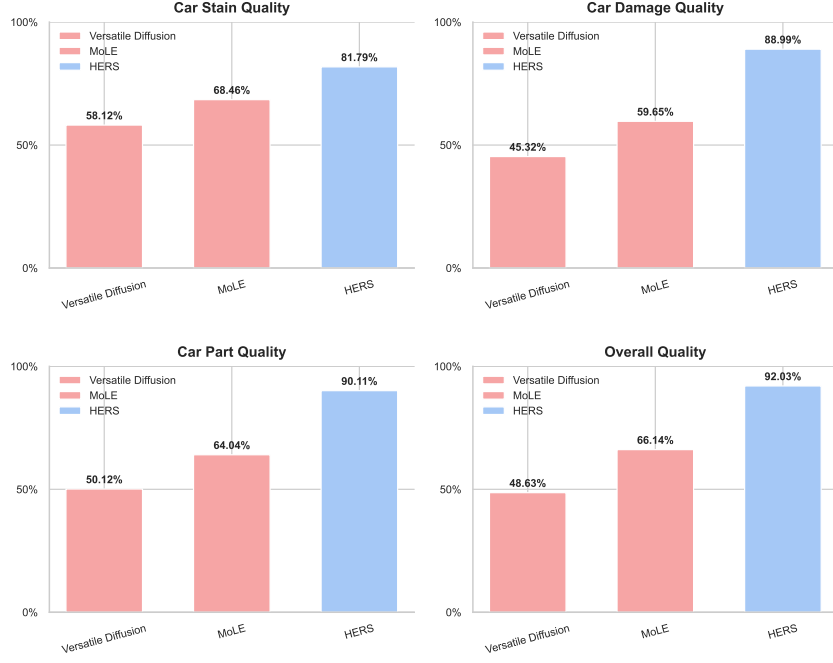 Car Stain Quality
100%
Versatile Diffusion
MoLE
HERS
81.79%
68.46%
58.12%
50%
0%
Versatile Diffusion
MoLE
HERS
Car Damage Quality
100%
Versatile Diffusion
MoLE
HERS
88.99%
59.65%
45.32%
50%
0%
Versatile Diffusion
MoLE
HERS
Car Part Quality
100%
Versatile Diffusion
MoLE
HERS
90.11%
64.04%
50.12%
50%
0%
Versatile Diffusion
MoLE
HERS
Overall Quality
100%
Versatile Diffusion
MoLE
HERS
92.03%
66.14%
48.63%
50%
0%
Versatile Diffusion
MoLE
HERS